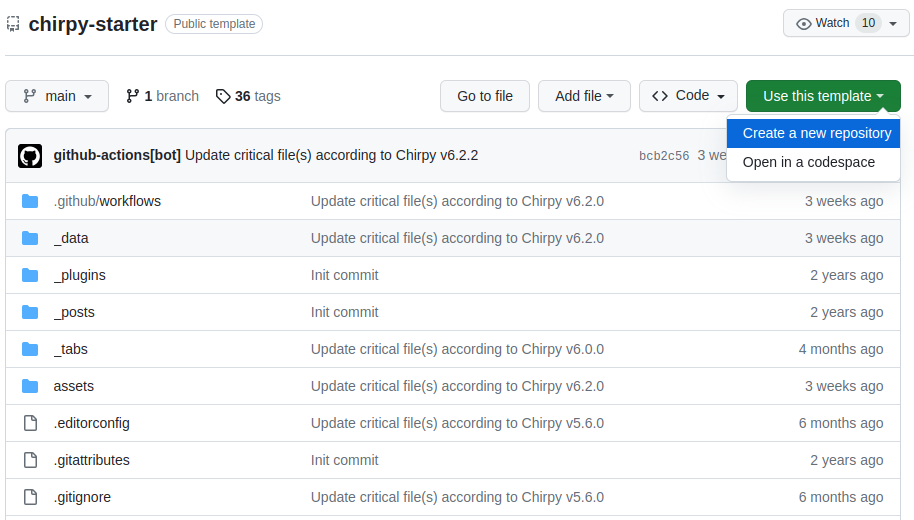 chirpy-starter Public template Watch 10
main 1 branch 36 tags Go to file Add file Code Use this template
Create a new repository
Open in a codespace
github-actions[bot] Update critical file(s) according to Chirpy v6.2.2 bcb2c56 3 we
.github/workflows Update critical file(s) according to Chirpy v6.2.0 3 weeks ago
_data Update critical file(s) according to Chirpy v6.2.0 3 weeks ago
_plugins Init commit 2 years ago
_posts Init commit 2 years ago
_tabs Update critical file(s) according to Chirpy v6.0.0 4 months ago
assets Update critical file(s) according to Chirpy v6.2.0 3 weeks ago
.editorconfig Update critical file(s) according to Chirpy v5.6.0 6 months ago
.gitattributes Init commit 2 years ago
.gitignore Update critical file(s) according to Chirpy v5.6.0 6 months ago